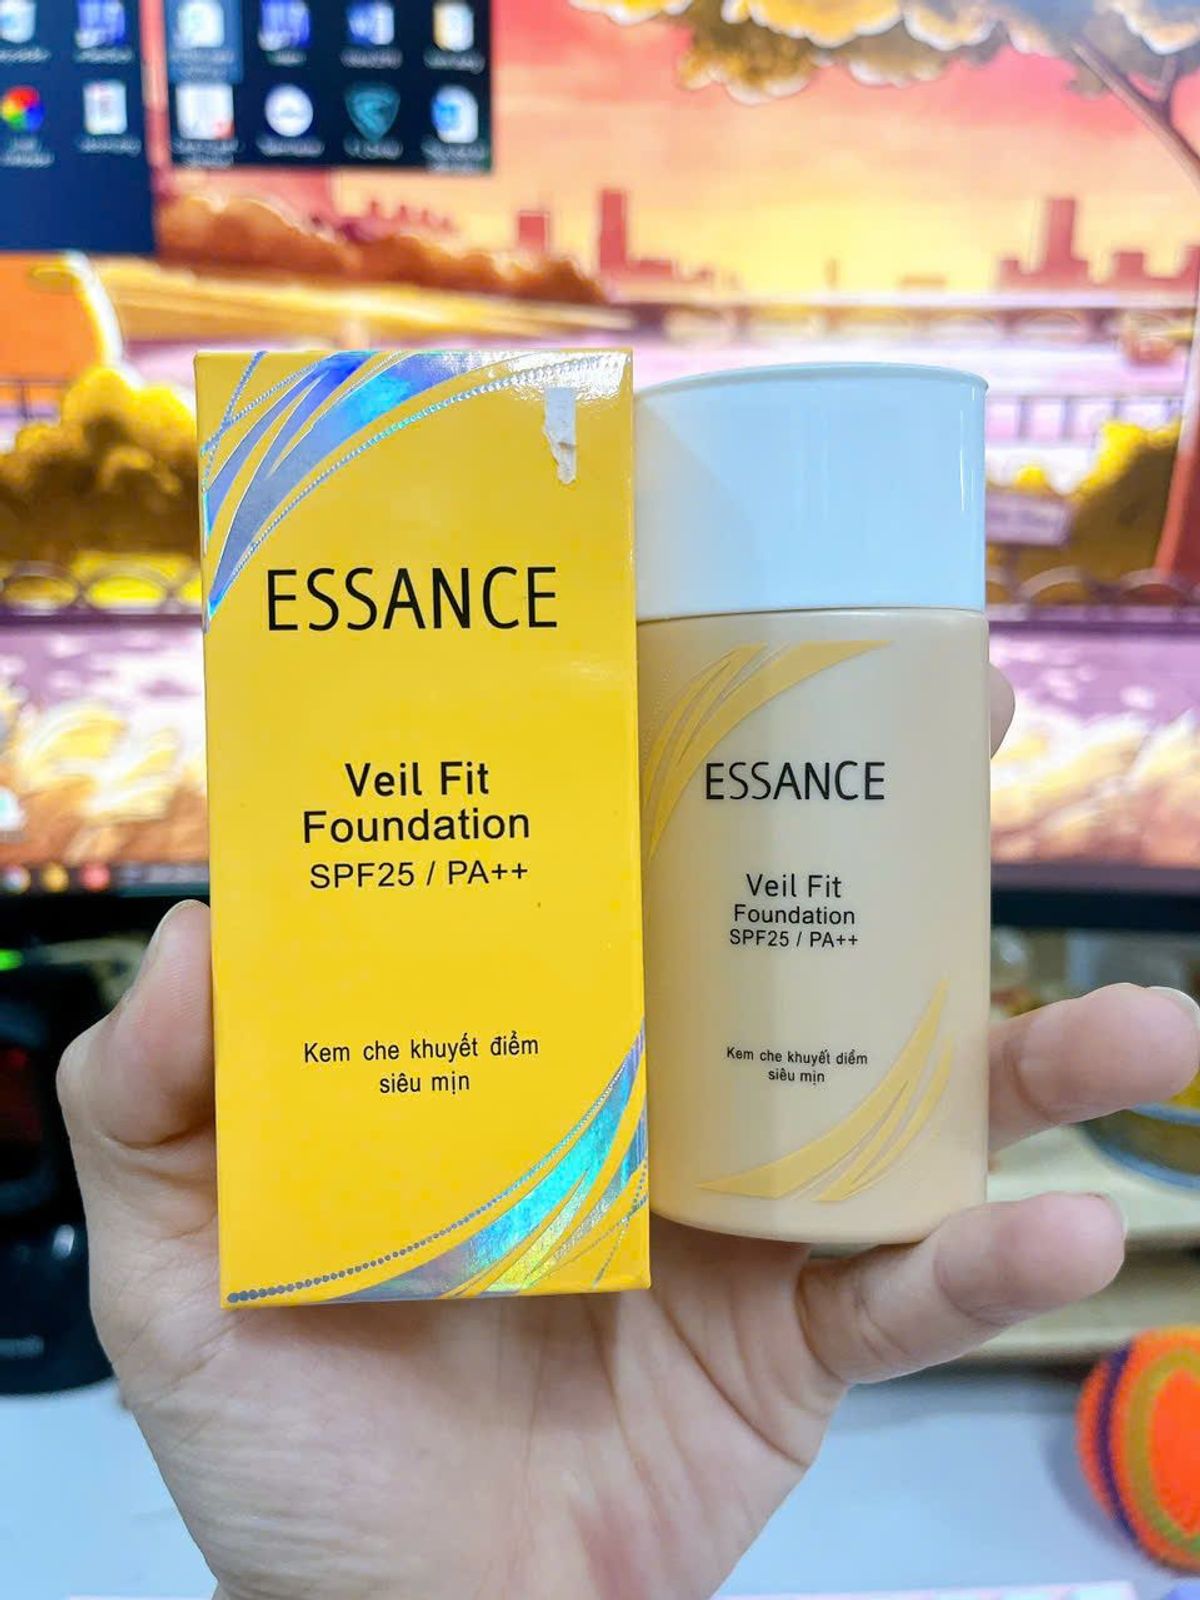 ESSANCE
Veil Fit
Foundation
SPF25 / PA++
Kem che khuyết điểm
siêu mịn
ESSANCE
Veil Fit
Foundation
SPF25 / PA++
Kem che khuyết điểm
siêu mịn